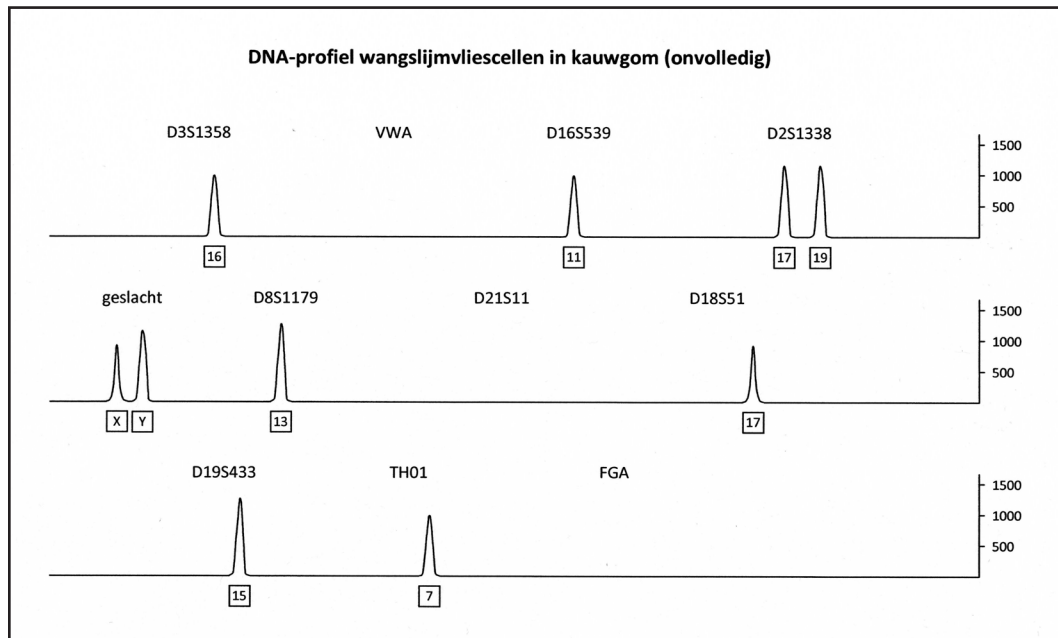 DNA-profiel wangslijmvliescellen in kauwgom (onvolledig)
D3S1358 VWA D16S539 D2S1338
1500
1000
500
16 11 17 19
geslacht D8S1179 D21S11 D18S51
1500
1000
500
X Y 13 17
D19S433 TH01 FGA
1500
1000
500
15 7